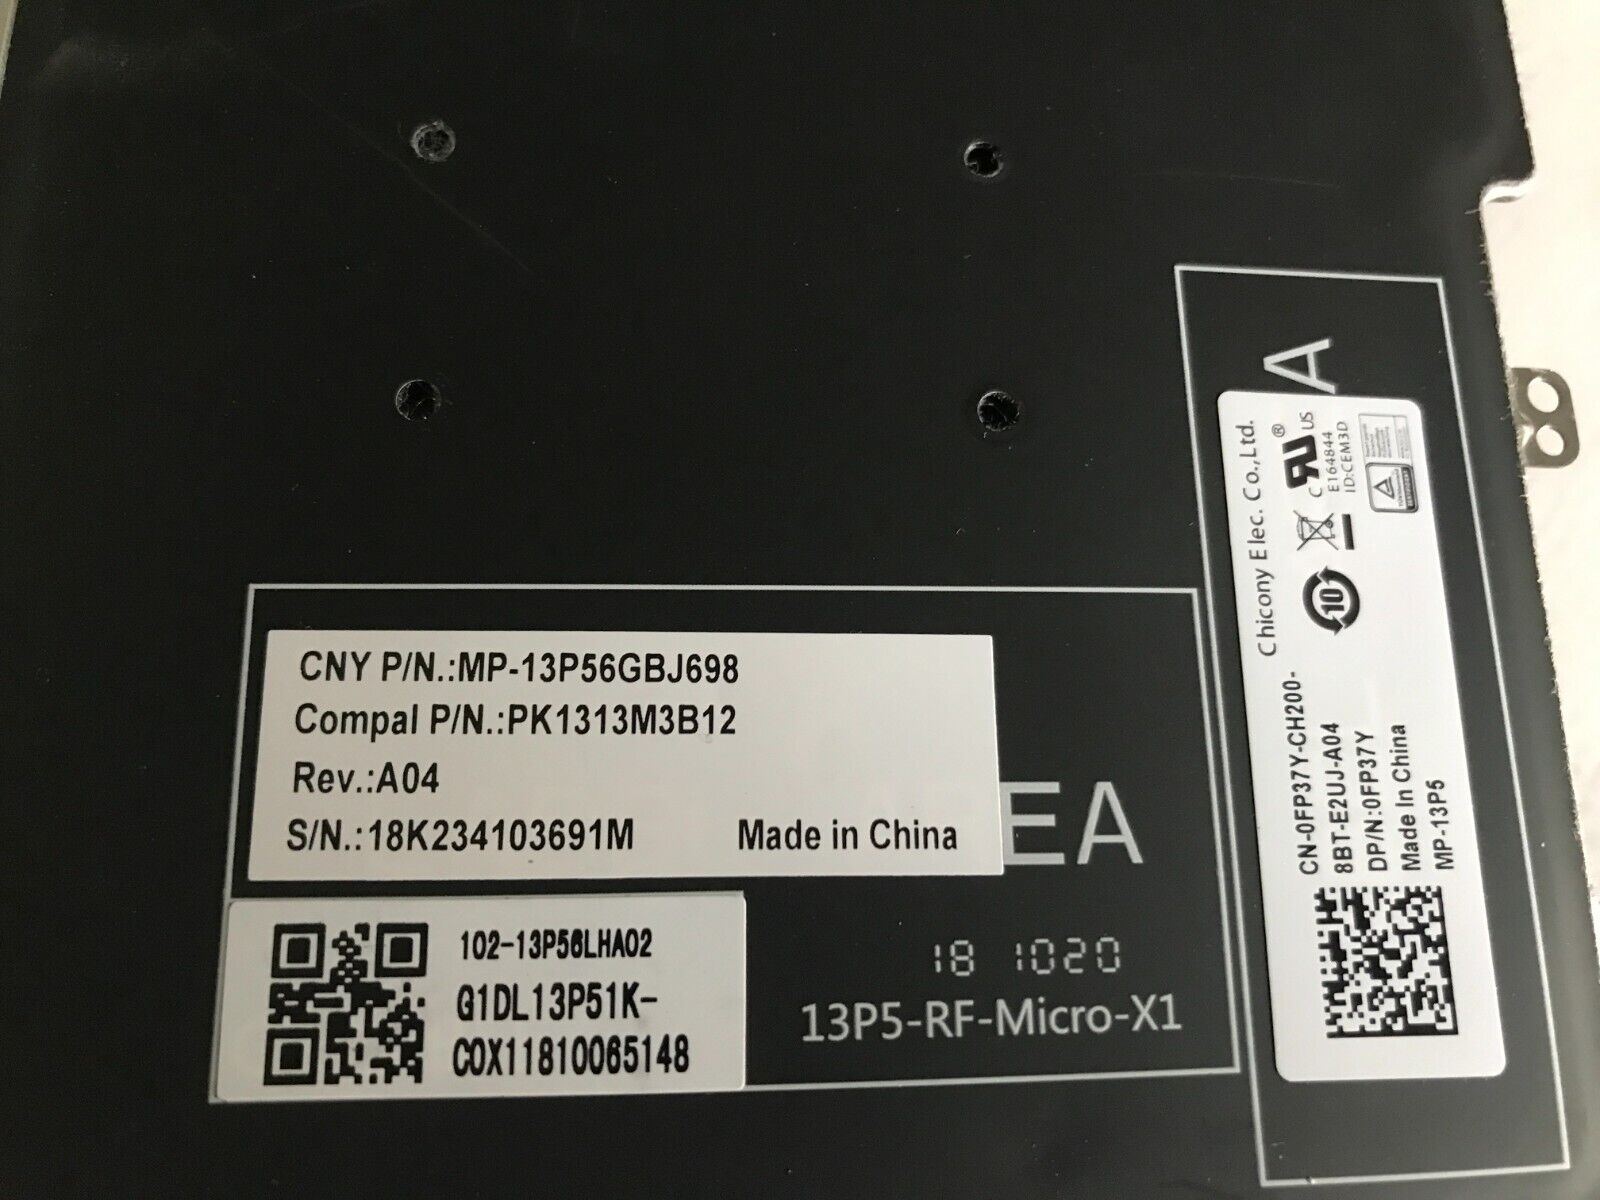 CNY P/N.:MP-13P56GBJ698
Compal P/N.:PK1313M3B12
Rev.:A04
S/N.:18K234103691M Made in China
EA
102-13P56LHA02
G1DL13P51K-
C0X11810065148
18 1020
13P5-RF-Micro-X1
A
Chicony Elec. Co.,Ltd.
10
C RU US ®
E164844
ID:CEM3D
CN-0FP37Y-CH200-
8BT-E2UJ-A04
DP/N:0FP37Y
Made In China
MP-13P5